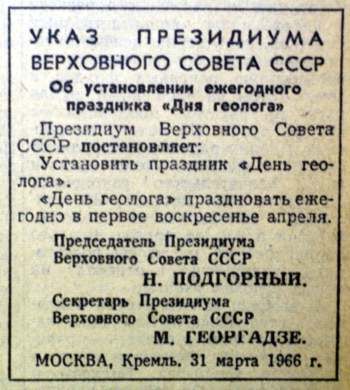 УКАЗ ПРЕЗИДИУМА
ВЕРХОВНОГО СОВЕТА СССР
Об установлении ежегодного
праздника «Дня геолога»
Президиум Верховного Совета
СССР постановляет:
Установить праздник «День гео-
лога».
«День геолога» праздновать еже-
годно в первое воскресенье апреля.
Председатель Президиума
Верховного Совета СССР
Н. ПОДГОРНЫЙ.
Секретарь Президиума
Верховного Совета СССР
М. ГЕОРГАДЗЕ.
МОСКВА, Кремль. 31 марта 1966 г.